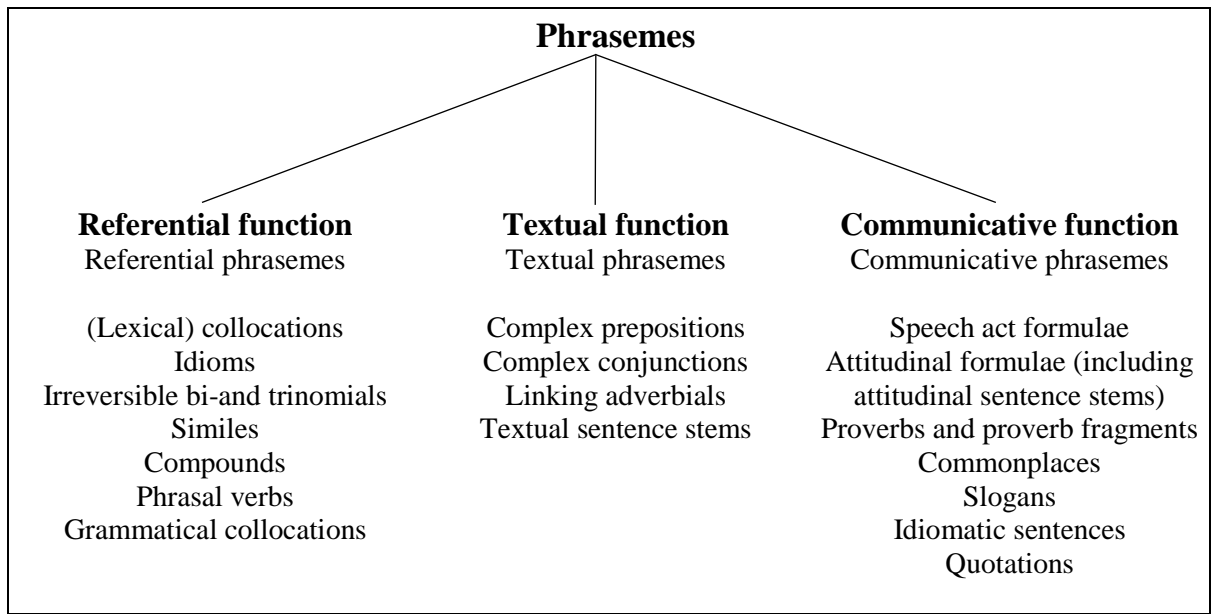 Phrasemes
Referential function
Referential phrasemes
(Lexical) collocations
Idioms
Irreversible bi-and trinomials
Similes
Compounds
Phrasal verbs
Grammatical collocations
Textual function
Textual phrasemes
Complex prepositions
Complex conjunctions
Linking adverbials
Textual sentence stems
Communicative function
Communicative phrasemes
Speech act formulae
Attitudinal formulae (including
attitudinal sentence stems)
Proverbs and proverb fragments
Commonplaces
Slogans
Idiomatic sentences
Quotations